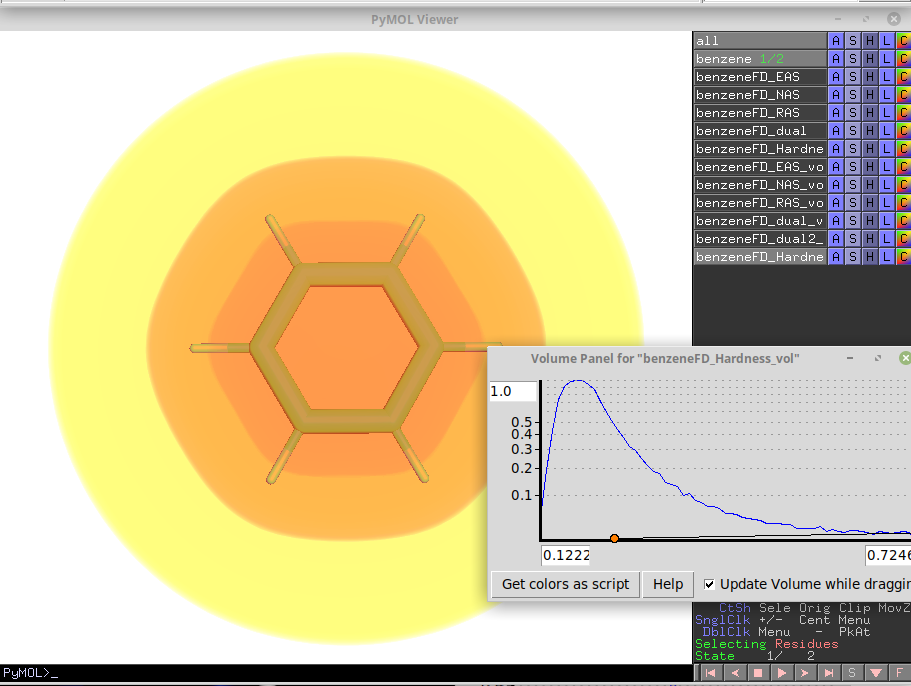 PyMOL Viewer
all A S H L C
benzene 1/2 A S H L C
benzeneFD_EAS A S H L C
benzeneFD_NAS A S H L C
benzeneFD_RAS A S H L C
benzeneFD_dual A S H L C
benzeneFD_Hardne A S H L C
benzeneFD_EAS_vo A S H L C
benzeneFD_NAS_vo A S H L C
benzeneFD_RAS_vo A S H L C
benzeneFD_dual_v A S H L C
benzeneFD_dual2_ A S H L C
benzeneFD_Hardne A S H L C
Volume Panel for "benzeneFD_Hardness_vol"
1.0
0.5
0.4
0.3
0.2
0.1
0.1222 0.7246
Get colors as script Help Update Volume while draggin
CtSh Sele Orig Clip MovZ
SnglClk +/- Cent Menu
DblClk Menu - PkAt
Selecting Residues
State 1/ 2
PyMOL>_ S F